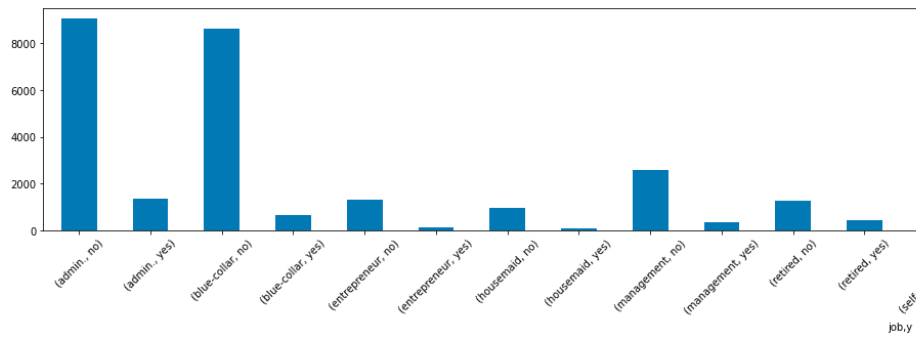 8000
6000
4000
2000
0
(admin., no)
(admin., yes)
(blue-collar, no)
(blue-collar, yes)
(entrepreneur, no)
(entrepreneur, yes)
(housemaid, no)
(housemaid, yes)
(management, no)
(management, yes)
(retired, no)
(retired, yes)
(self
job,y